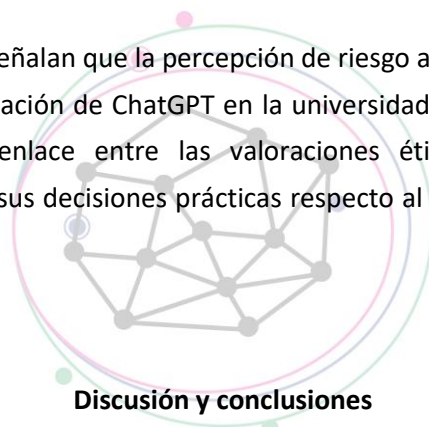 eñalan que la percepción de riesgo a
ación de ChatGPT en la universidad
enlace entre las valoraciones éti
sus decisiones prácticas respecto al
Discusión y conclusiones